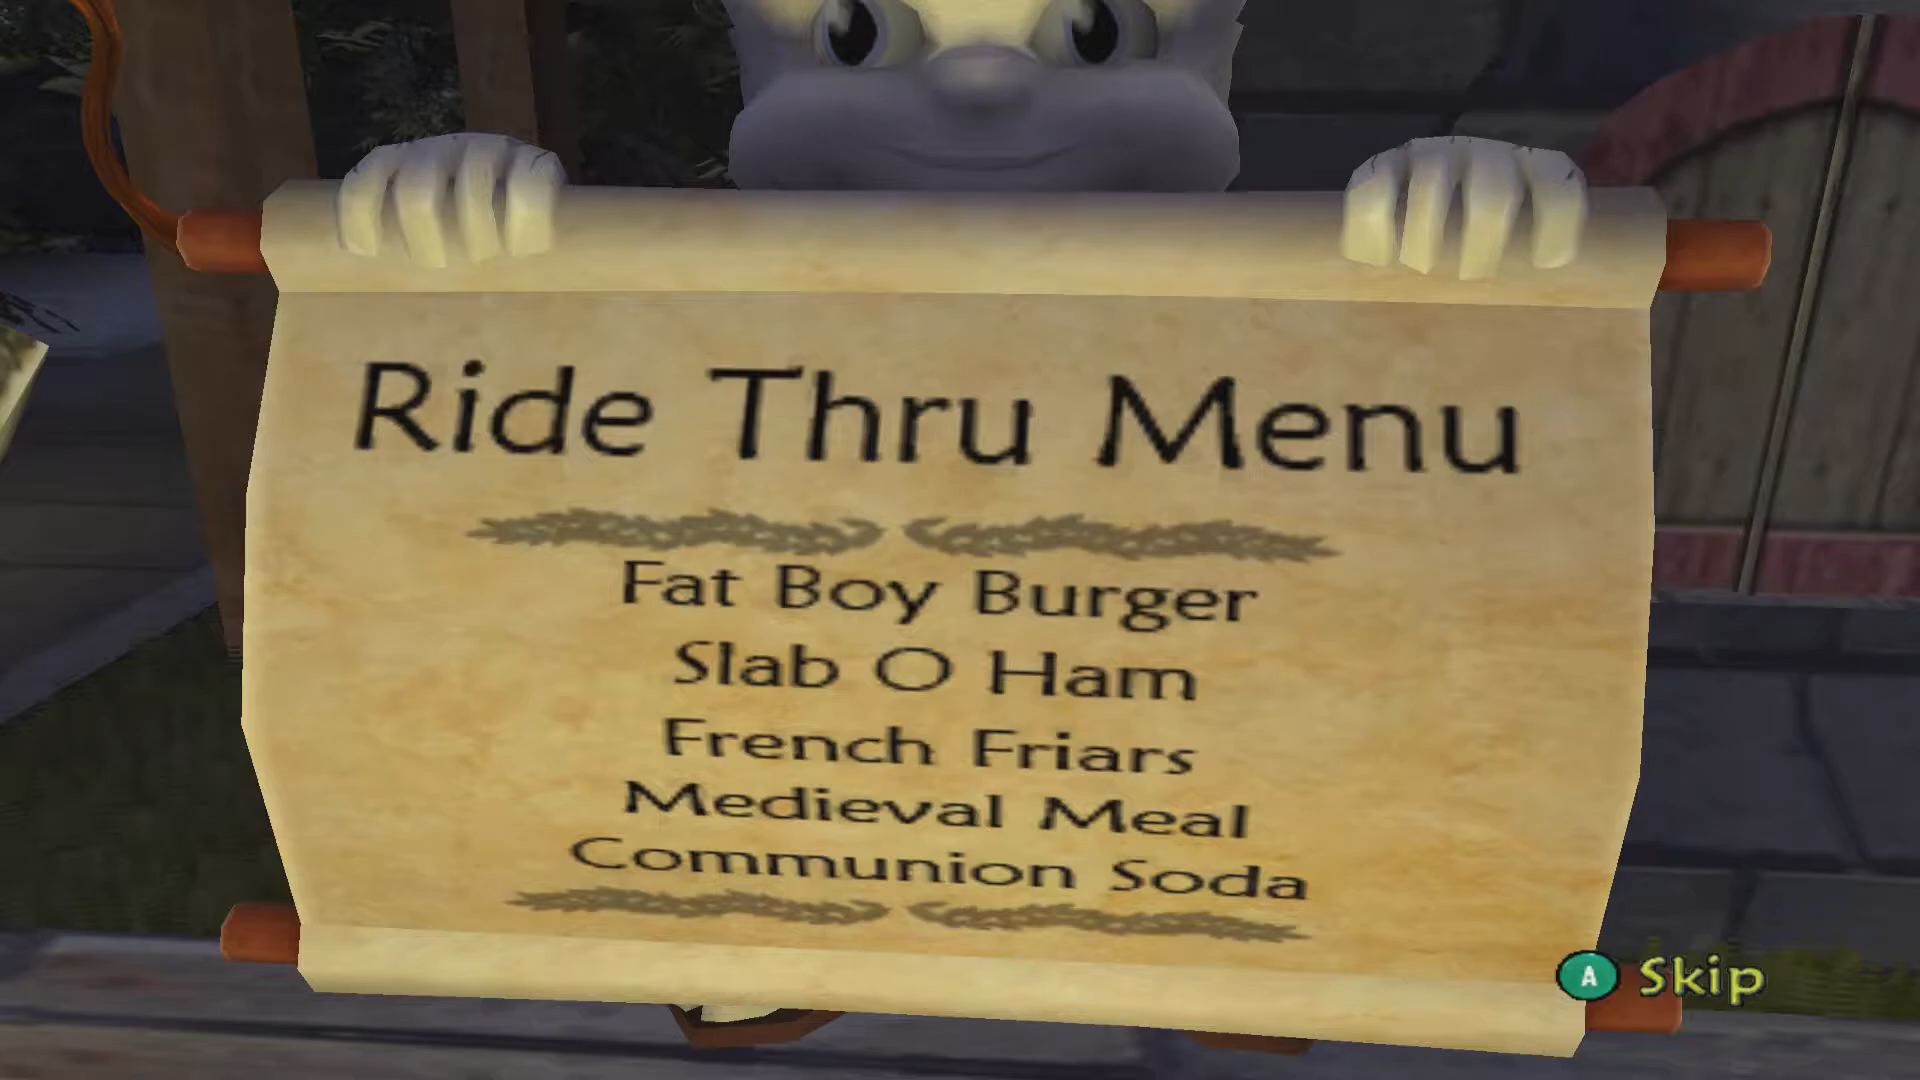 Ride Thru Menu
Fat Boy Burger
Slab O Ham
French Friars
Medieval Meal
Communion Soda
A Skip